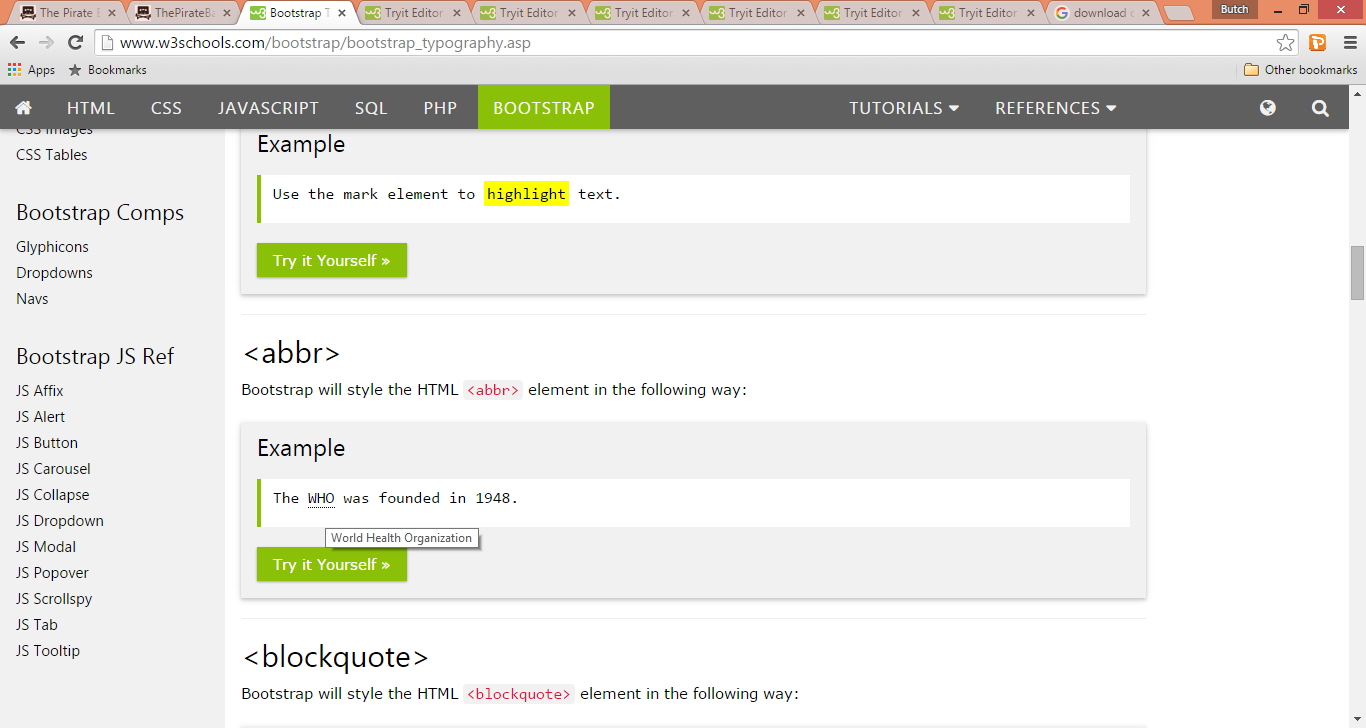 The Pirate B
ThePirateBa
Bootstrap T
Tryit Editor
Tryit Editor
Tryit Editor
Tryit Editor
Tryit Editor
Tryit Editor
download c
Butch
www.w3schools.com/bootstrap/bootstrap_typography.asp
Apps
Bookmarks
Other bookmarks
HTML
CSS
JAVASCRIPT
SQL
PHP
BOOTSTRAP
TUTORIALS
REFERENCES
CSS Images
CSS Tables
Bootstrap Comps
Glyphicons
Dropdowns
Navs
Bootstrap JS Ref
JS Affix
JS Alert
JS Button
JS Carousel
JS Collapse
JS Dropdown
JS Modal
JS Popover
JS Scrollspy
JS Tab
JS Tooltip
Example
Use the mark element to highlight text.
Try it Yourself »
<abbr>
Bootstrap will style the HTML <abbr> element in the following way:
Example
The WHO was founded in 1948.
World Health Organization
Try it Yourself »
<blockquote>
Bootstrap will style the HTML <blockquote> element in the following way: